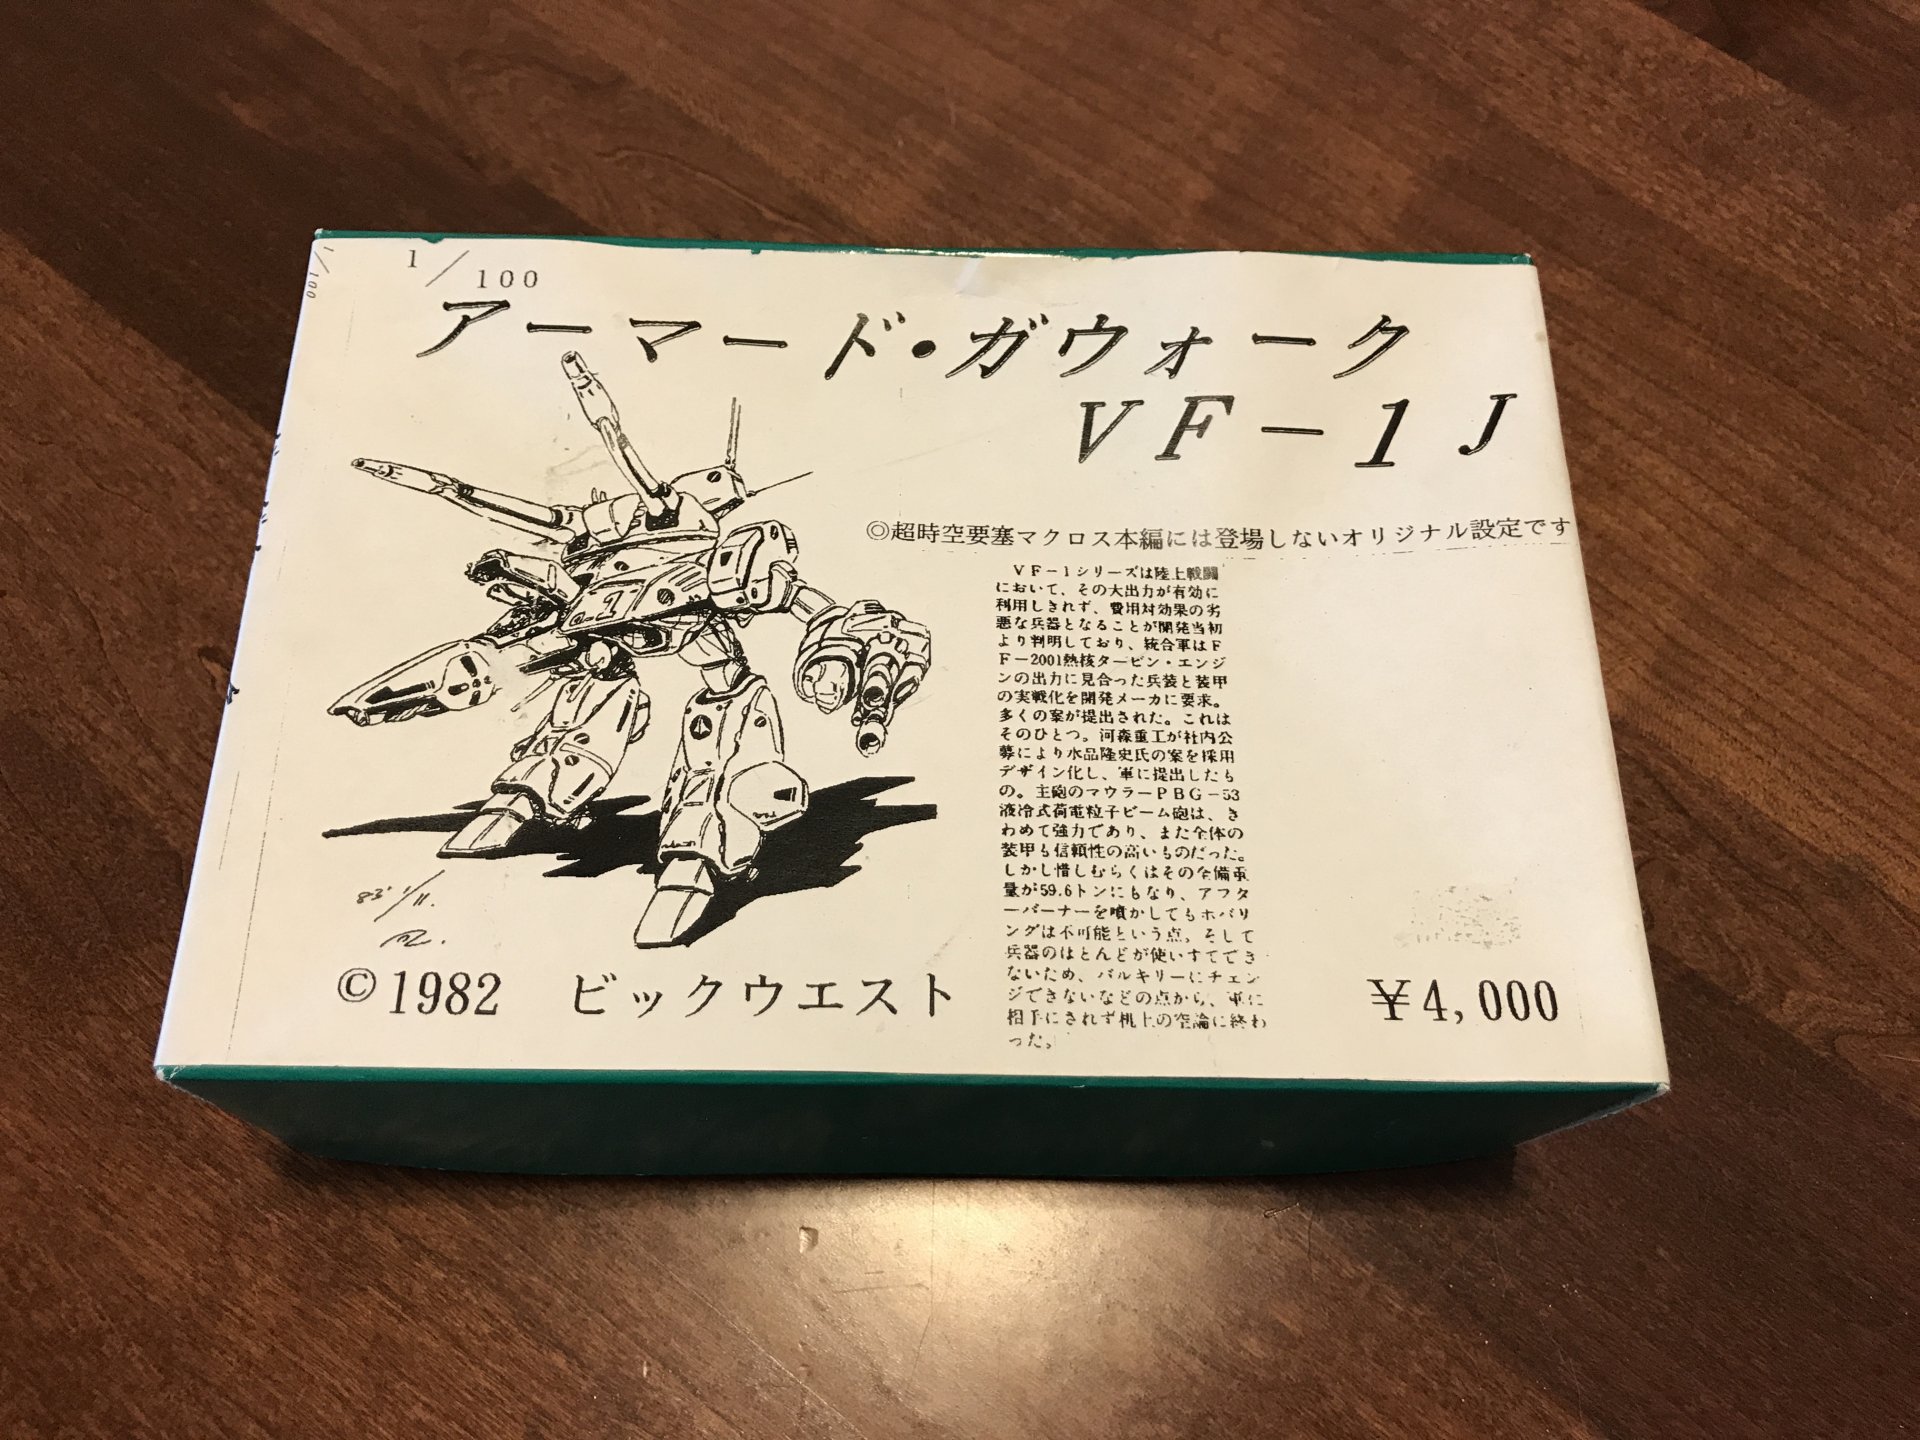 1/100
1/100
アーマード・ガウォーク
VF-1J
◎超時空要塞マクロス本編には登場しないオリジナル設定です
VF-1シリーズは陸上戦闘
において、その大出力が有効に
利用しきれず、費用対効果の劣
悪な兵器となることが開発当初
より判明しており、統合軍はF
F-2001熱核タービン・エンジ
ンの出力に見合った兵装と装甲
の実戦化を開発メーカに要求。
多くの案が提出された。これは
そのひとつ。河森重工が社内公
募により水品隆史氏の案を採用
デザイン化し、軍に提出したも
の。主砲のマウラーPBG-53
液冷式荷電粒子ビーム砲は、き
わめて強力であり、また全体の
装甲も信頼性の高いものだった。
しかし惜しむらくはその全備重
量が59.6トンにもなり、アフタ
ーバーナーを噴かしてもホバリ
ングは不可能という点。そして
兵器のほとんどが使いすてでき
ないため、バルキリーにチェン
ジできないなどの点から、軍に
相手にされず机上の空論に終わ
った。
1
83' 1/11.
©1982 ビックウエスト
¥4,000